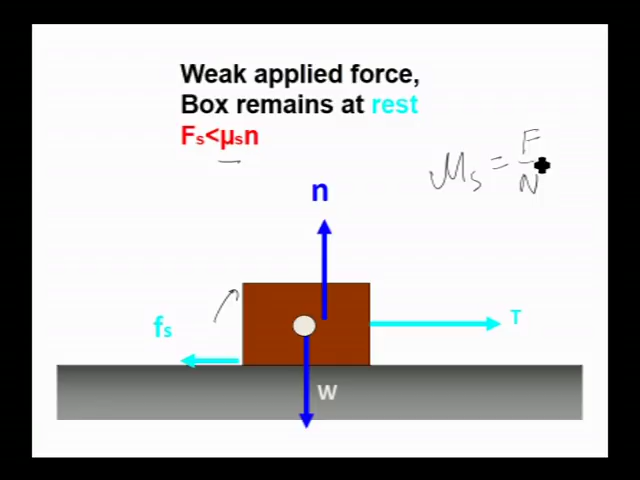 Weak applied force,
Box remains at rest
Fs<μsn
μs = F/N
n
fs
T
W